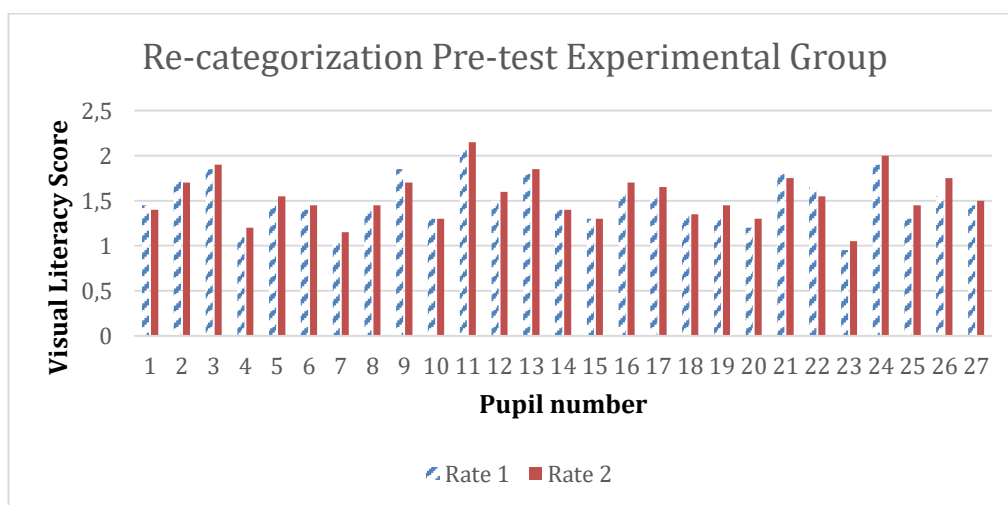 Re-categorization Pre-test Experimental Group
Visual Literacy Score
2,5
2
1,5
1
0,5
0
1 2 3 4 5 6 7 8 9 10 11 12 13 14 15 16 17 18 19 20 21 22 23 24 25 26 27
Pupil number
Rate 1 Rate 2